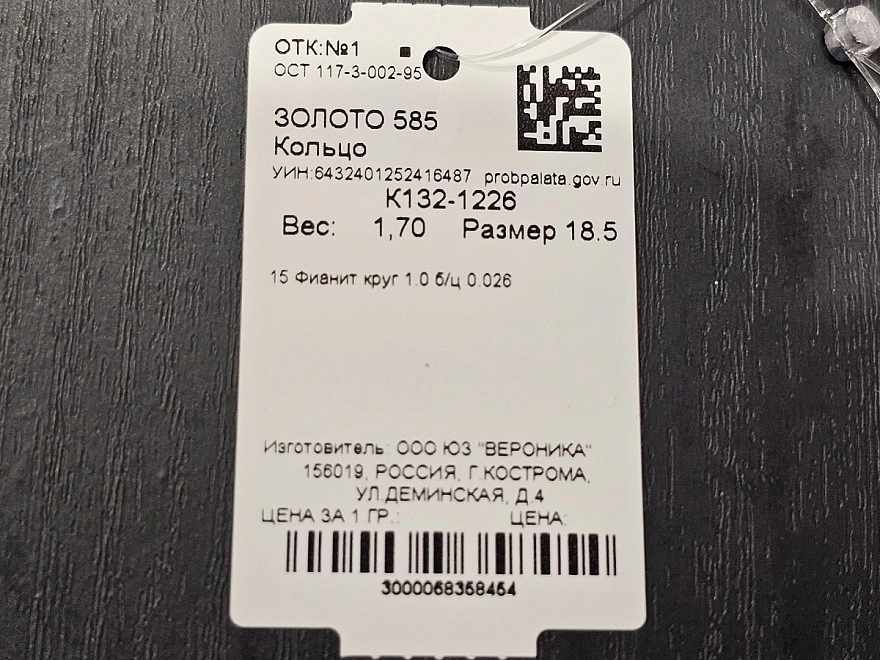 ОТК:№1
ОСТ 117-3-002-95
ЗОЛОТО 585
Кольцо
УИН:6432401252416487 probpalata.gov.ru
К132-1226
Вес: 1,70 Размер 18.5
15 Фианит круг 1.0 б/ц 0.026
Изготовитель: ООО ЮЗ "ВЕРОНИКА"
156019, РОССИЯ, Г.КОСТРОМА,
УЛ.ДЕМИНСКАЯ, Д.4
ЦЕНА ЗА 1 ГР.: ЦЕНА:
3000068358454